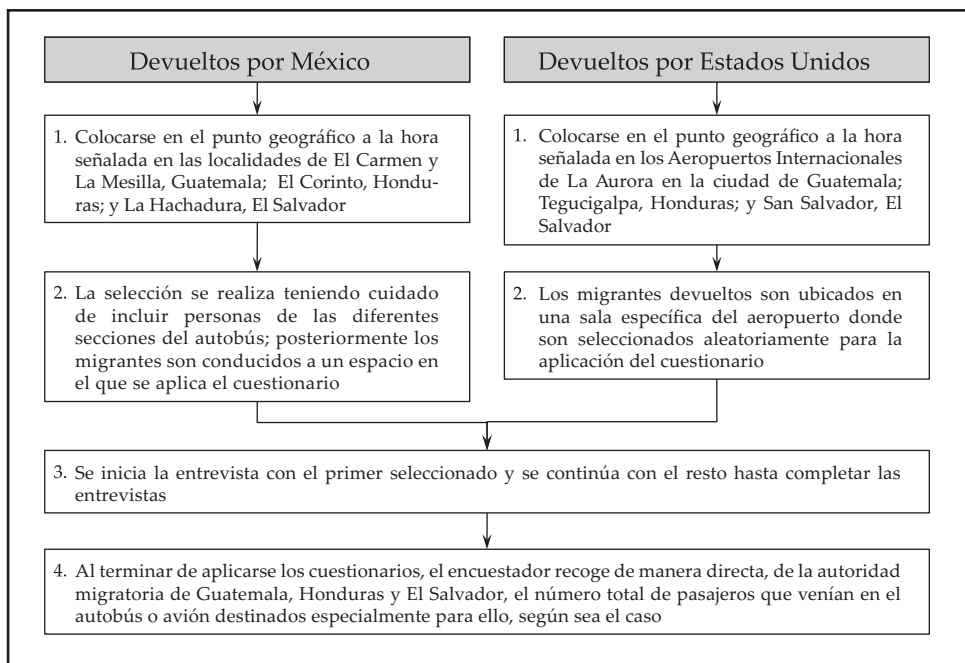 Devueltos por México
Devueltos por Estados Unidos
1. Colocarse en el punto geográfico a la hora
señalada en las localidades de El Carmen y
La Mesilla, Guatemala; El Corinto, Hondu-
ras; y La Hachadura, El Salvador
1. Colocarse en el punto geográfico a la hora
señalada en los Aeropuertos Internacionales
de La Aurora en la ciudad de Guatemala;
Tegucigalpa, Honduras; y San Salvador, El
Salvador
2. La selección se realiza teniendo cuidado
de incluir personas de las diferentes
secciones del autobús; posteriormente los
migrantes son conducidos a un espacio en
el que se aplica el cuestionario
2. Los migrantes devueltos son ubicados en
una sala específica del aeropuerto donde
son seleccionados aleatoriamente para la
aplicación del cuestionario
3. Se inicia la entrevista con el primer seleccionado y se continúa con el resto hasta completar las
entrevistas
4. Al terminar de aplicarse los cuestionarios, el encuestador recoge de manera directa, de la autoridad
migratoria de Guatemala, Honduras y El Salvador, el número total de pasajeros que venían en el
autobús o avión destinados especialmente para ello, según sea el caso